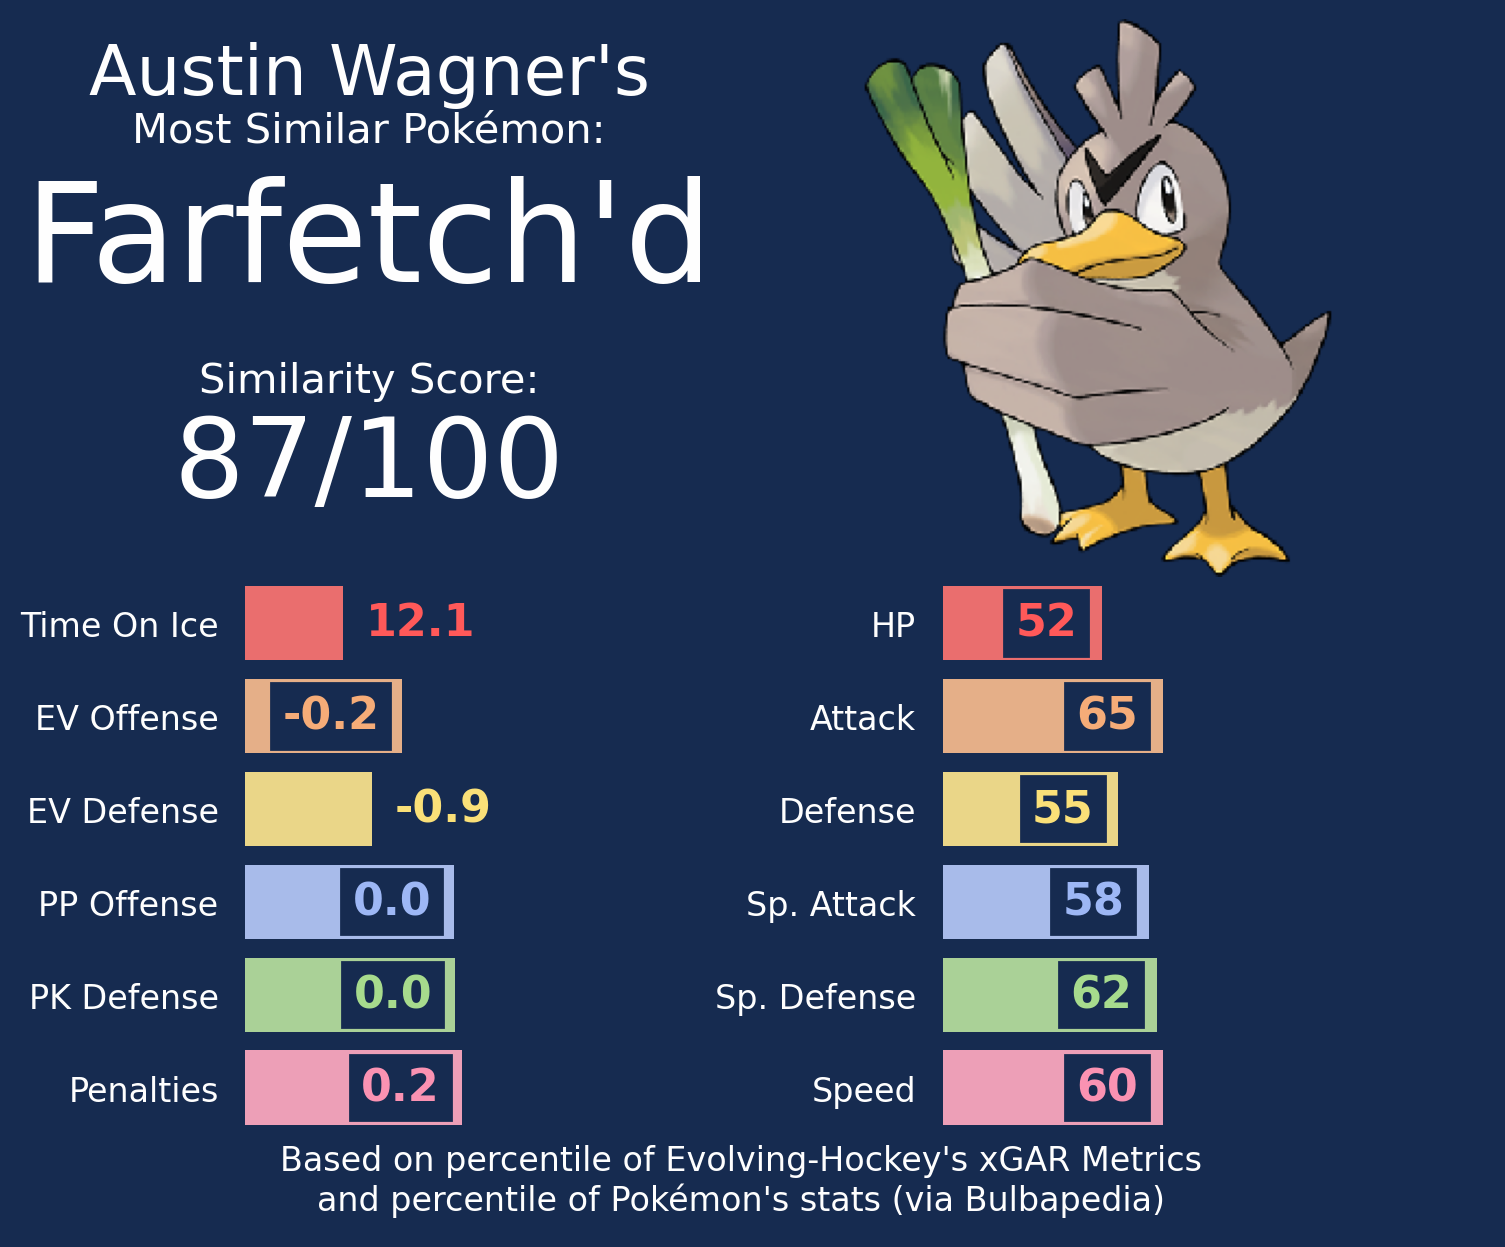 Austin Wagner's
Most Similar Pokémon:
Farfetch'd
Similarity Score:
87/100
Time On Ice 12.1
EV Offense -0.2
EV Defense -0.9
PP Offense 0.0
PK Defense 0.0
Penalties 0.2
HP 52
Attack 65
Defense 55
Sp. Attack 58
Sp. Defense 62
Speed 60
Based on percentile of Evolving-Hockey's xGAR Metrics
and percentile of Pokémon's stats (via Bulbapedia)